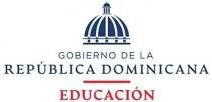 GOBIERNO DE LA
REPÚBLICA DOMINICANA
EDUCACIÓN